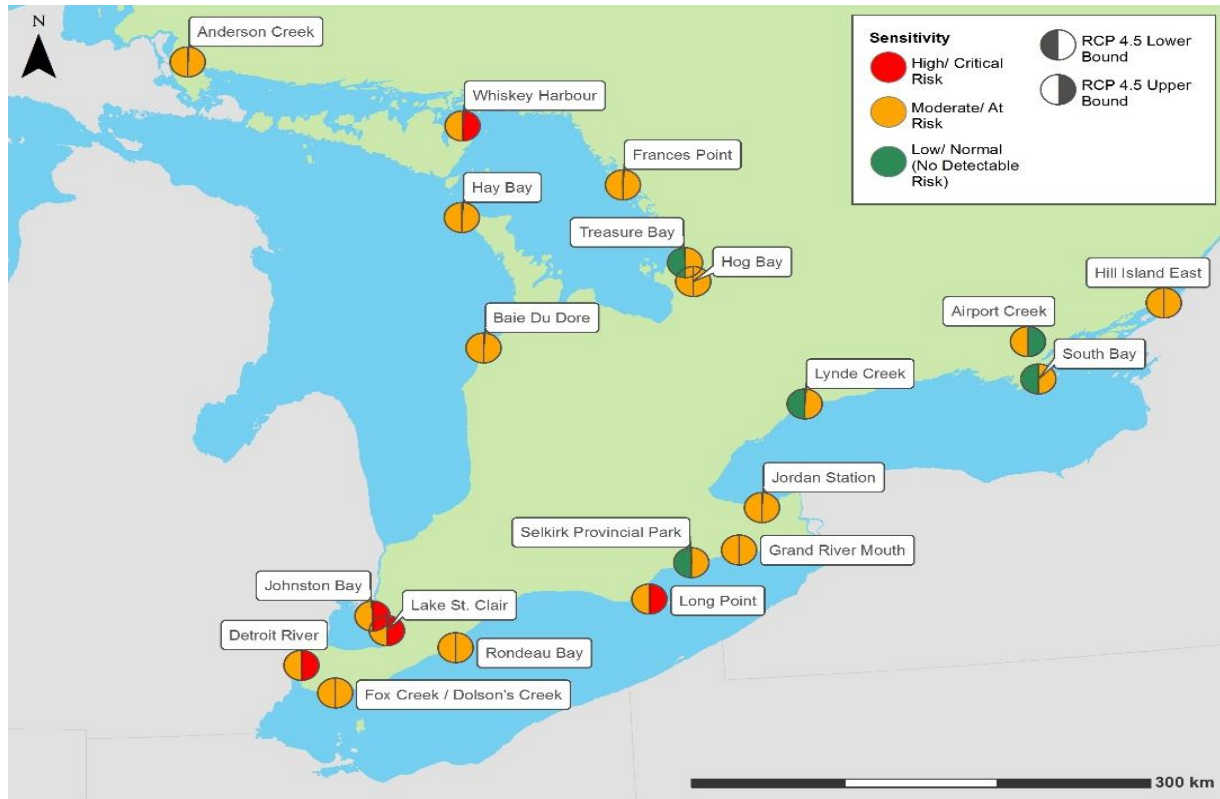 N
Anderson Creek
Whiskey Harbour
Frances Point
Hay Bay
Treasure Bay
Hog Bay
Hill Island East
Baie Du Dore
Airport Creek
South Bay
Lynde Creek
Jordan Station
Selkirk Provincial Park
Grand River Mouth
Johnston Bay
Lake St. Clair
Long Point
Detroit River
Rondeau Bay
Fox Creek / Dolson's Creek
Sensitivity
High/ Critical
Risk
Moderate/ At
Risk
Low/ Normal
(No Detectable
Risk)
RCP 4.5 Lower
Bound
RCP 4.5 Upper
Bound
300 km